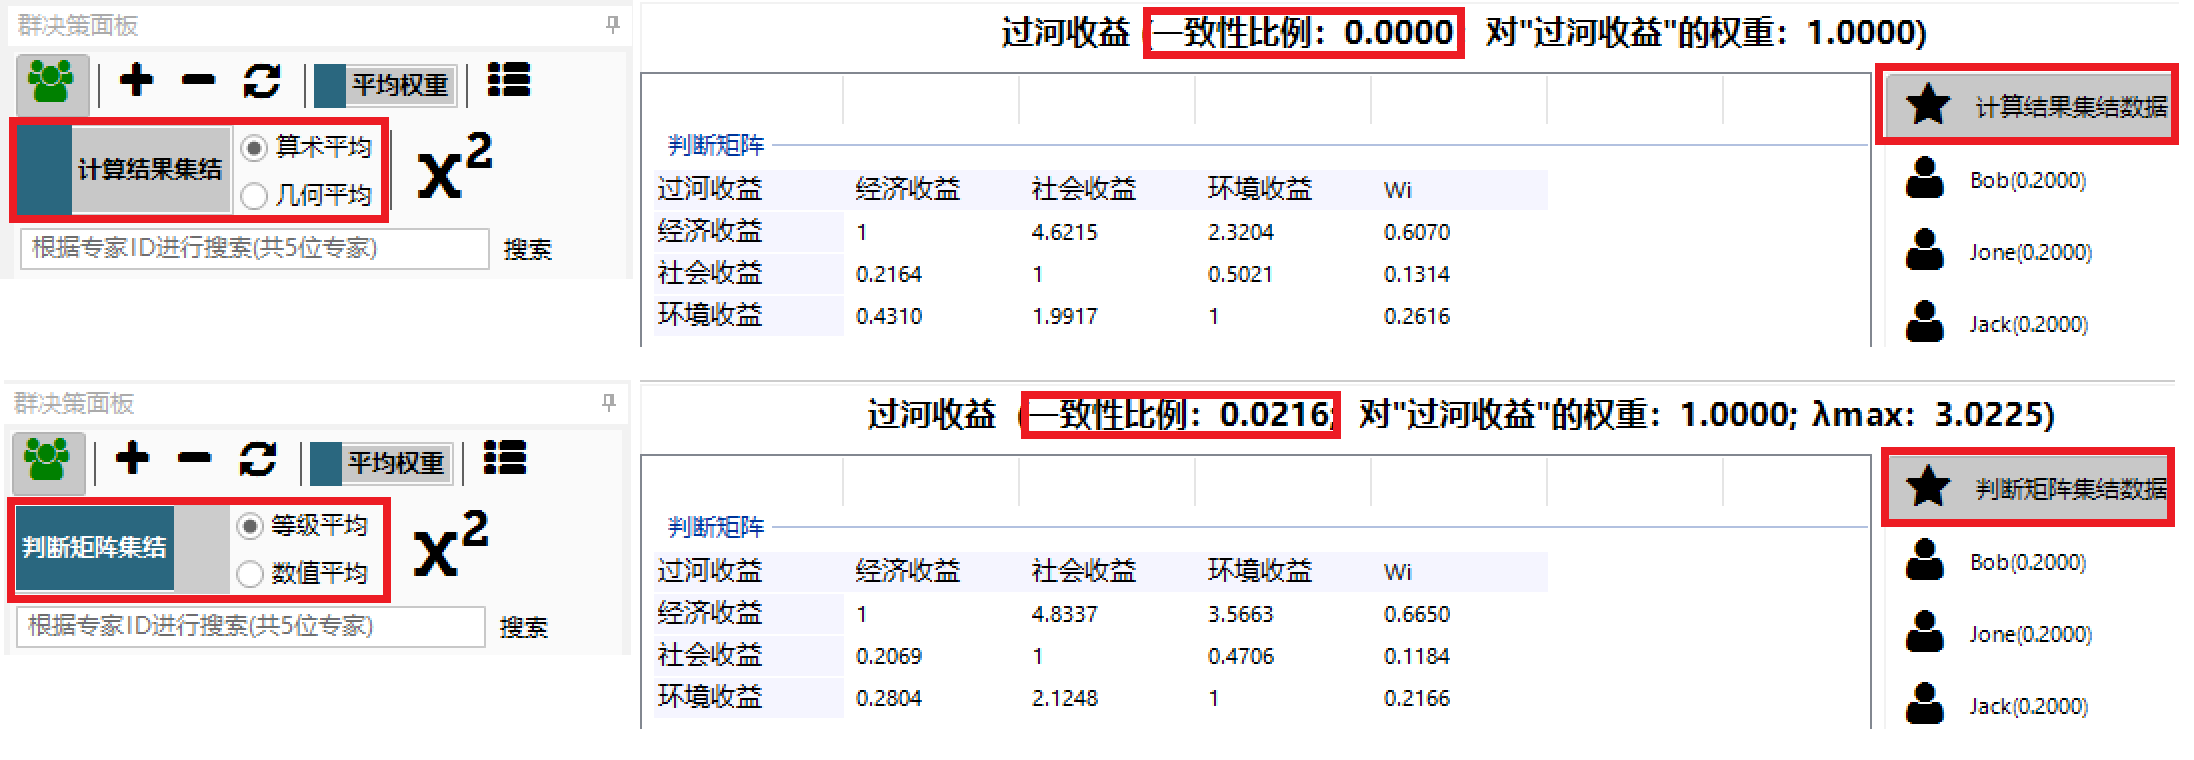 群决策面板
平均权重
计算结果集结
算术平均
几何平均
x²
根据专家ID进行搜索(共5位专家)
搜索
过河收益 (一致性比例：0.0000 对"过河收益"的权重：1.0000)
判断矩阵
过河收益 经济收益 社会收益 环境收益 Wi
经济收益 1 4.6215 2.3204 0.6070
社会收益 0.2164 1 0.5021 0.1314
环境收益 0.4310 1.9917 1 0.2616
计算结果集结数据
Bob(0.2000)
Jone(0.2000)
Jack(0.2000)
群决策面板
平均权重
判断矩阵集结
等级平均
数值平均
x²
根据专家ID进行搜索(共5位专家)
搜索
过河收益 (一致性比例：0.0216; 对"过河收益"的权重：1.0000; λmax：3.0225)
判断矩阵
过河收益 经济收益 社会收益 环境收益 Wi
经济收益 1 4.8337 3.5663 0.6650
社会收益 0.2069 1 0.4706 0.1184
环境收益 0.2804 2.1248 1 0.2166
判断矩阵集结数据
Bob(0.2000)
Jone(0.2000)
Jack(0.2000)